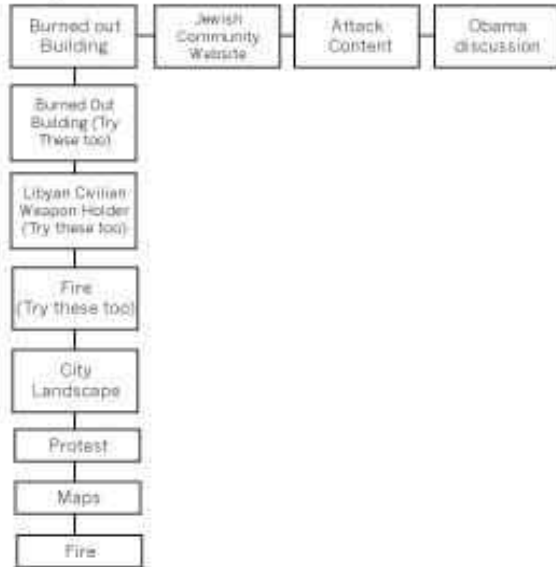 Burned out
Building
Jewish
Community
Website
Attack
Content
Obama
discussion
Burned Out
Building (Try
These too)
Libyan Civilian
Weapon Holder
(Try these too)
Fire
(Try these too)
City
Landscape
Protest
Maps
Fire